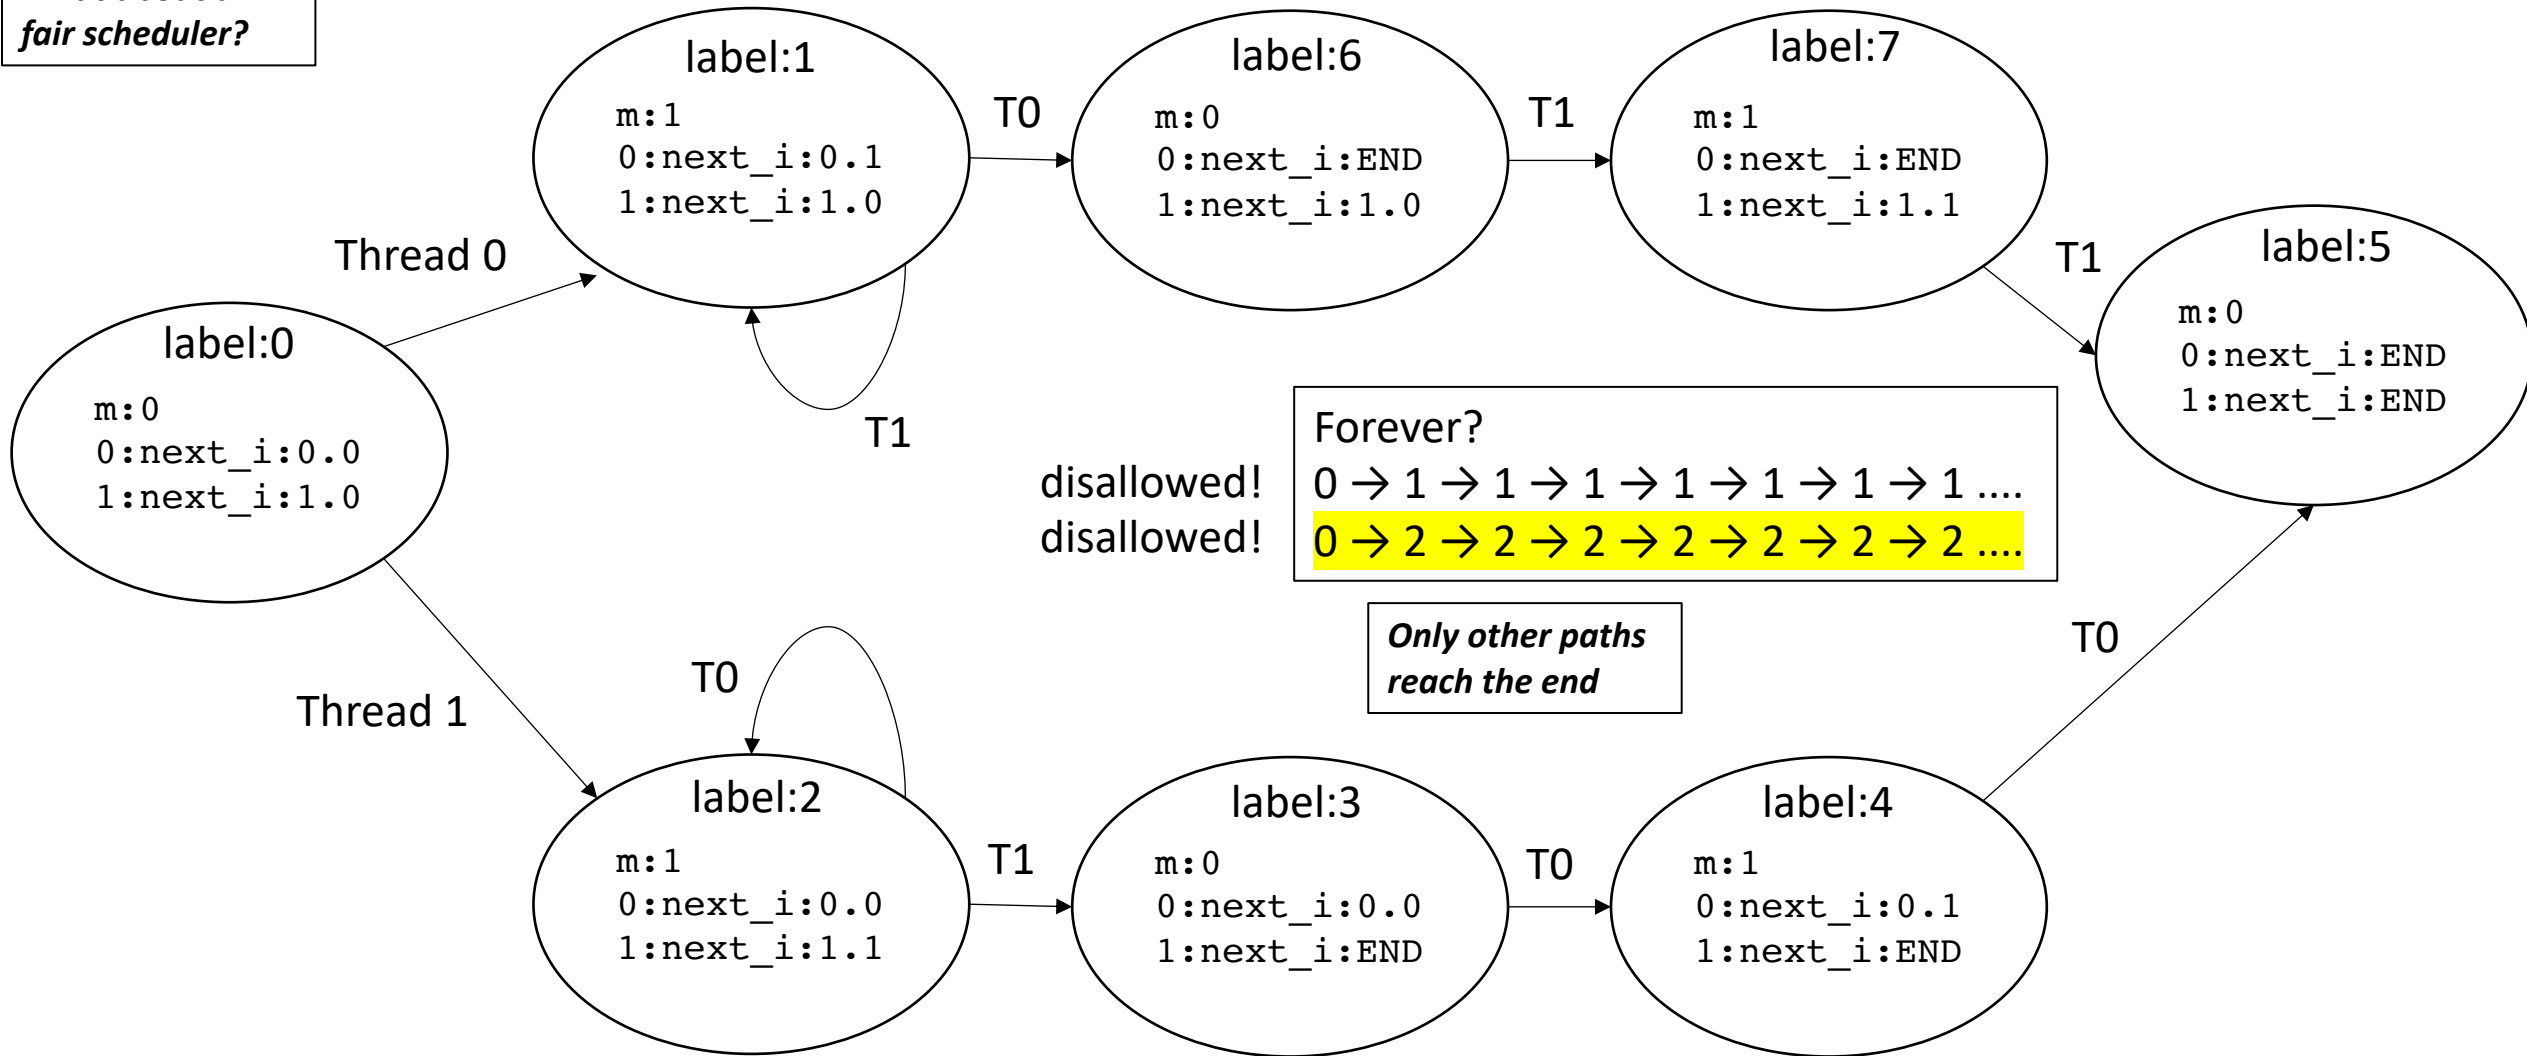 fair scheduler?
label:1
m:1
0:next_i:0.1
1:next_i:1.0
T0
label:6
m:0
0:next_i:END
1:next_i:1.0
T1
label:7
m:1
0:next_i:END
1:next_i:1.1
T1
label:5
m:0
0:next_i:END
1:next_i:END
Thread 0
label:0
m:0
0:next_i:0.0
1:next_i:1.0
T1
Forever?
disallowed! 0 → 1 → 1 → 1 → 1 → 1 → 1 → 1 ....
disallowed! 0 → 2 → 2 → 2 → 2 → 2 → 2 → 2 ....
Only other paths
reach the end
T0
T0
Thread 1
label:2
m:1
0:next_i:0.0
1:next_i:1.1
T1
label:3
m:0
0:next_i:0.0
1:next_i:END
T0
label:4
m:1
0:next_i:0.1
1:next_i:END